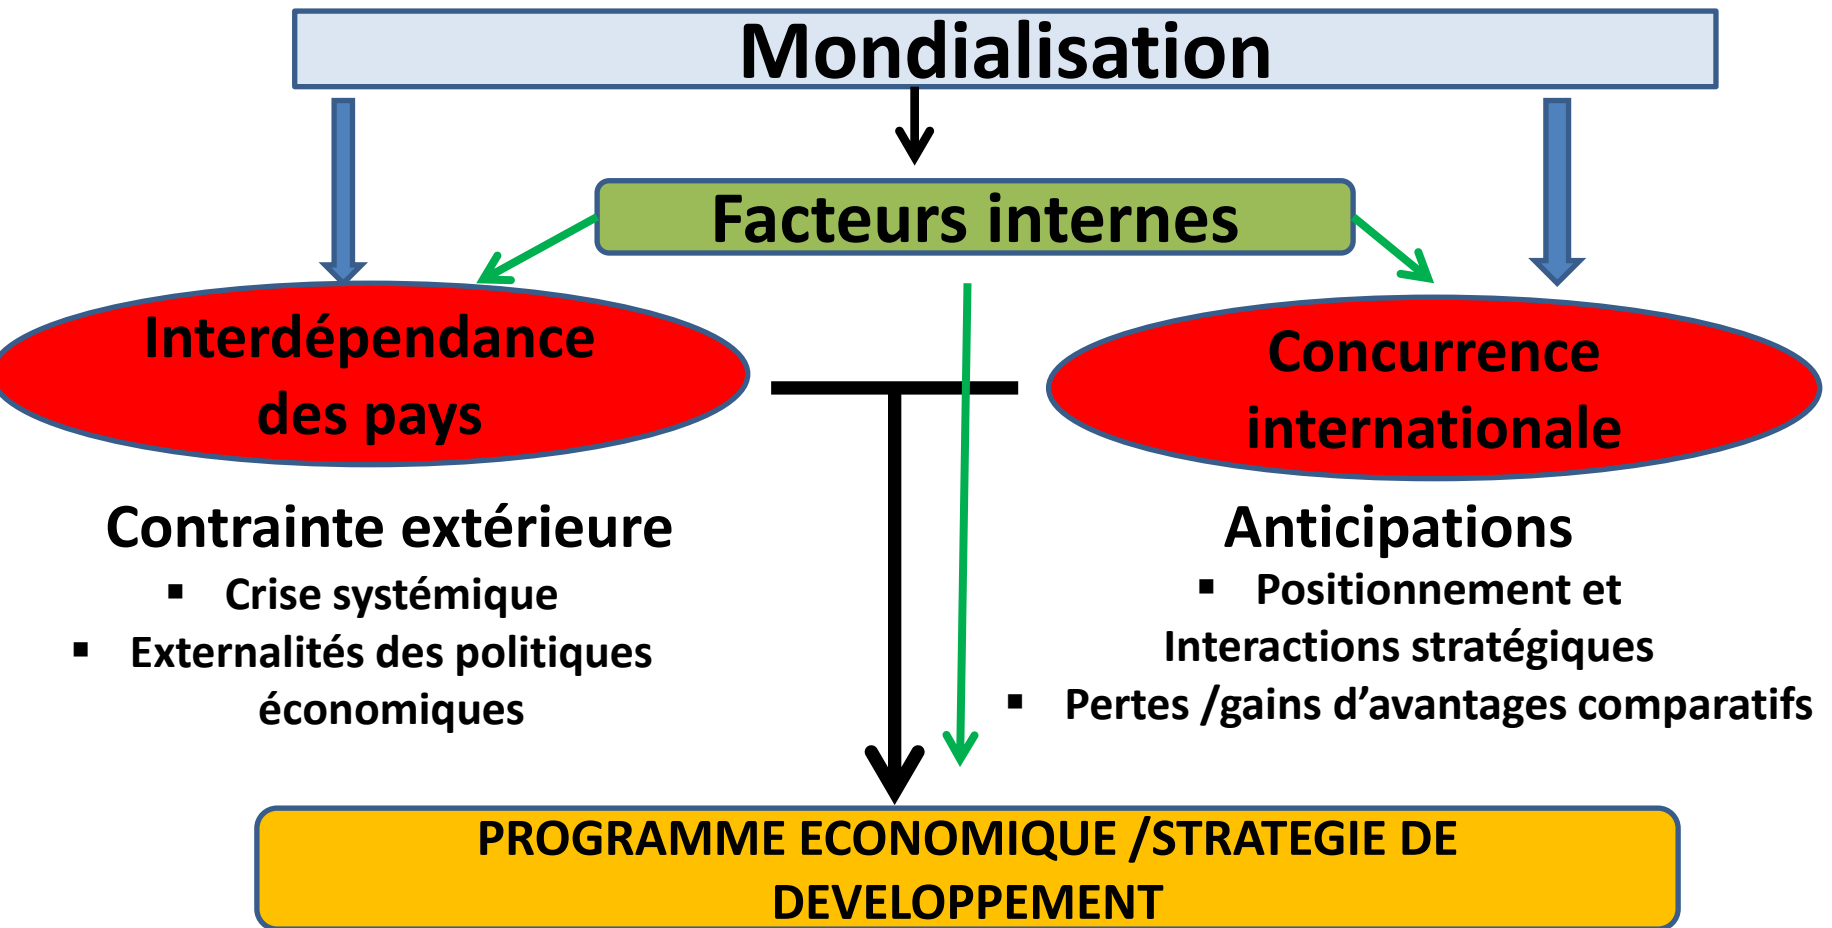 Mondialisation
Facteurs internes
Interdépendance
des pays
Concurrence
internationale
Contrainte extérieure
▪ Crise systémique
▪ Externalités des politiques
économiques
Anticipations
▪ Positionnement et
Interactions stratégiques
▪ Pertes /gains d’avantages comparatifs
PROGRAMME ECONOMIQUE /STRATEGIE DE
DEVELOPPEMENT